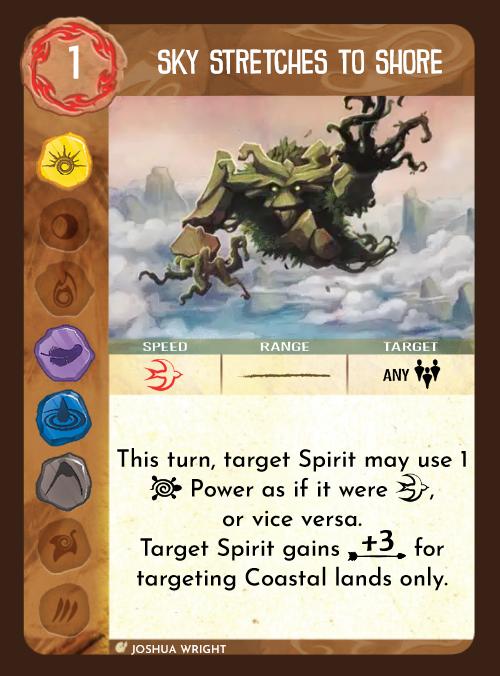 1
SKY STRETCHES TO SHORE
SPEED RANGE TARGET
ANY
This turn, target Spirit may use 1
Power as if it were ,
or vice versa.
Target Spirit gains +3 for
targeting Coastal lands only.
JOSHUA WRIGHT